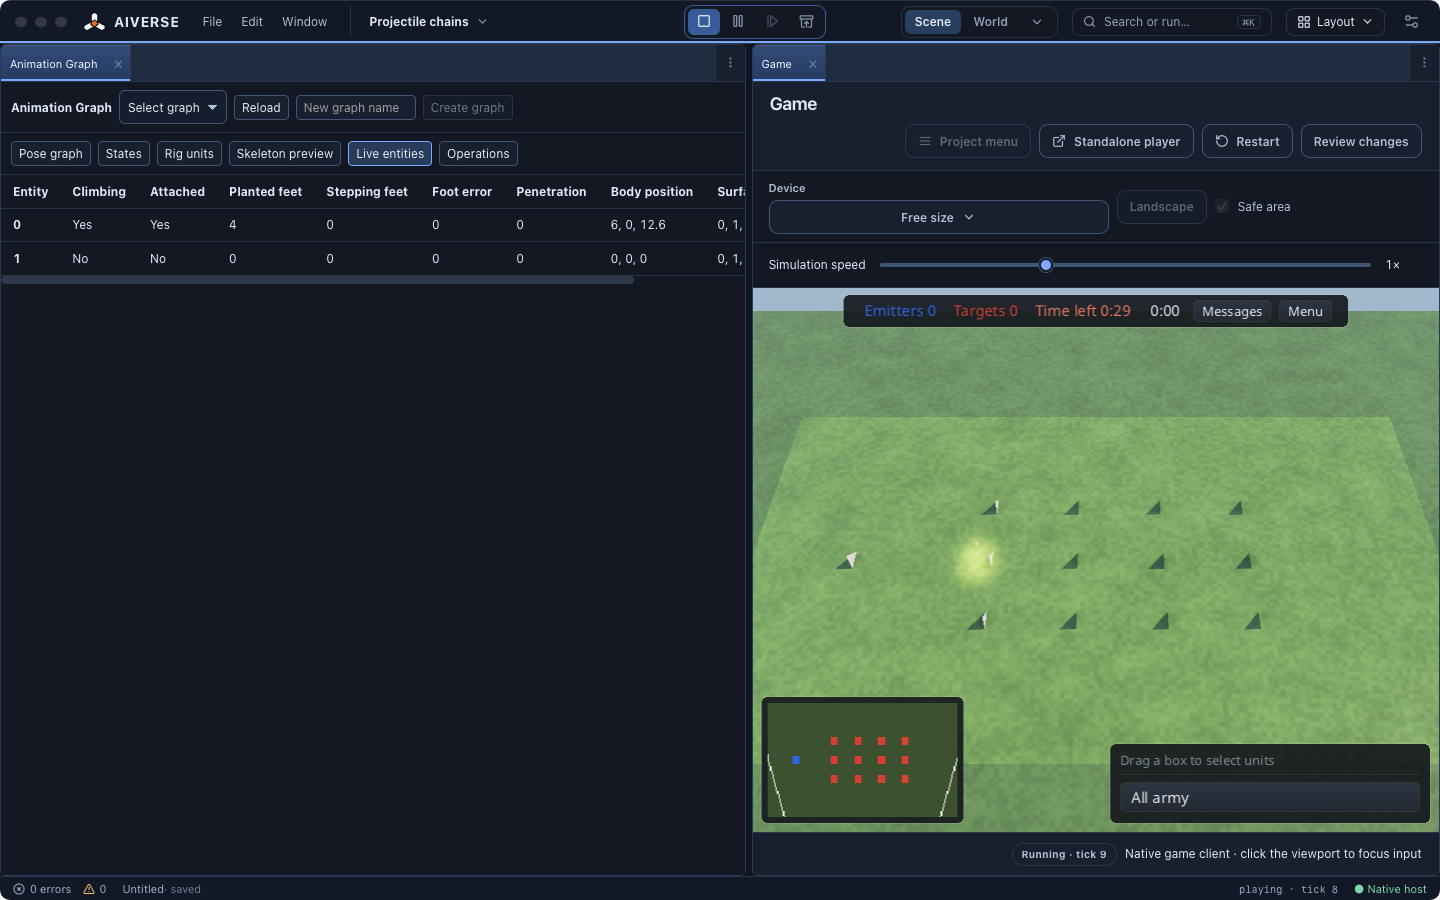 AIVERSE File Edit Window Projectile chains Scene World Search or run... ⌘K Layout
Animation Graph
Game
Animation Graph Select graph Reload New graph name Create graph
Pose graph States Rig units Skeleton preview Live entities Operations
Entity Climbing Attached Planted feet Stepping feet Foot error Penetration Body position
0 Yes Yes 4 0 0 0 6, 0, 12.6 0, 1,
1 No No 0 0 0 0 0, 0, 0 0, 1,
Game
Project menu Standalone player Restart Review changes
Device
Free size Landscape Safe area
Simulation speed 1×
Emitters 0 Targets 0 Time left 0:29 0:00 Messages Menu
Drag a box to select units
All army
Running · tick 9 Native game client · click the viewport to focus input
0 errors 0 Untitled · saved playing · tick 8 Native host